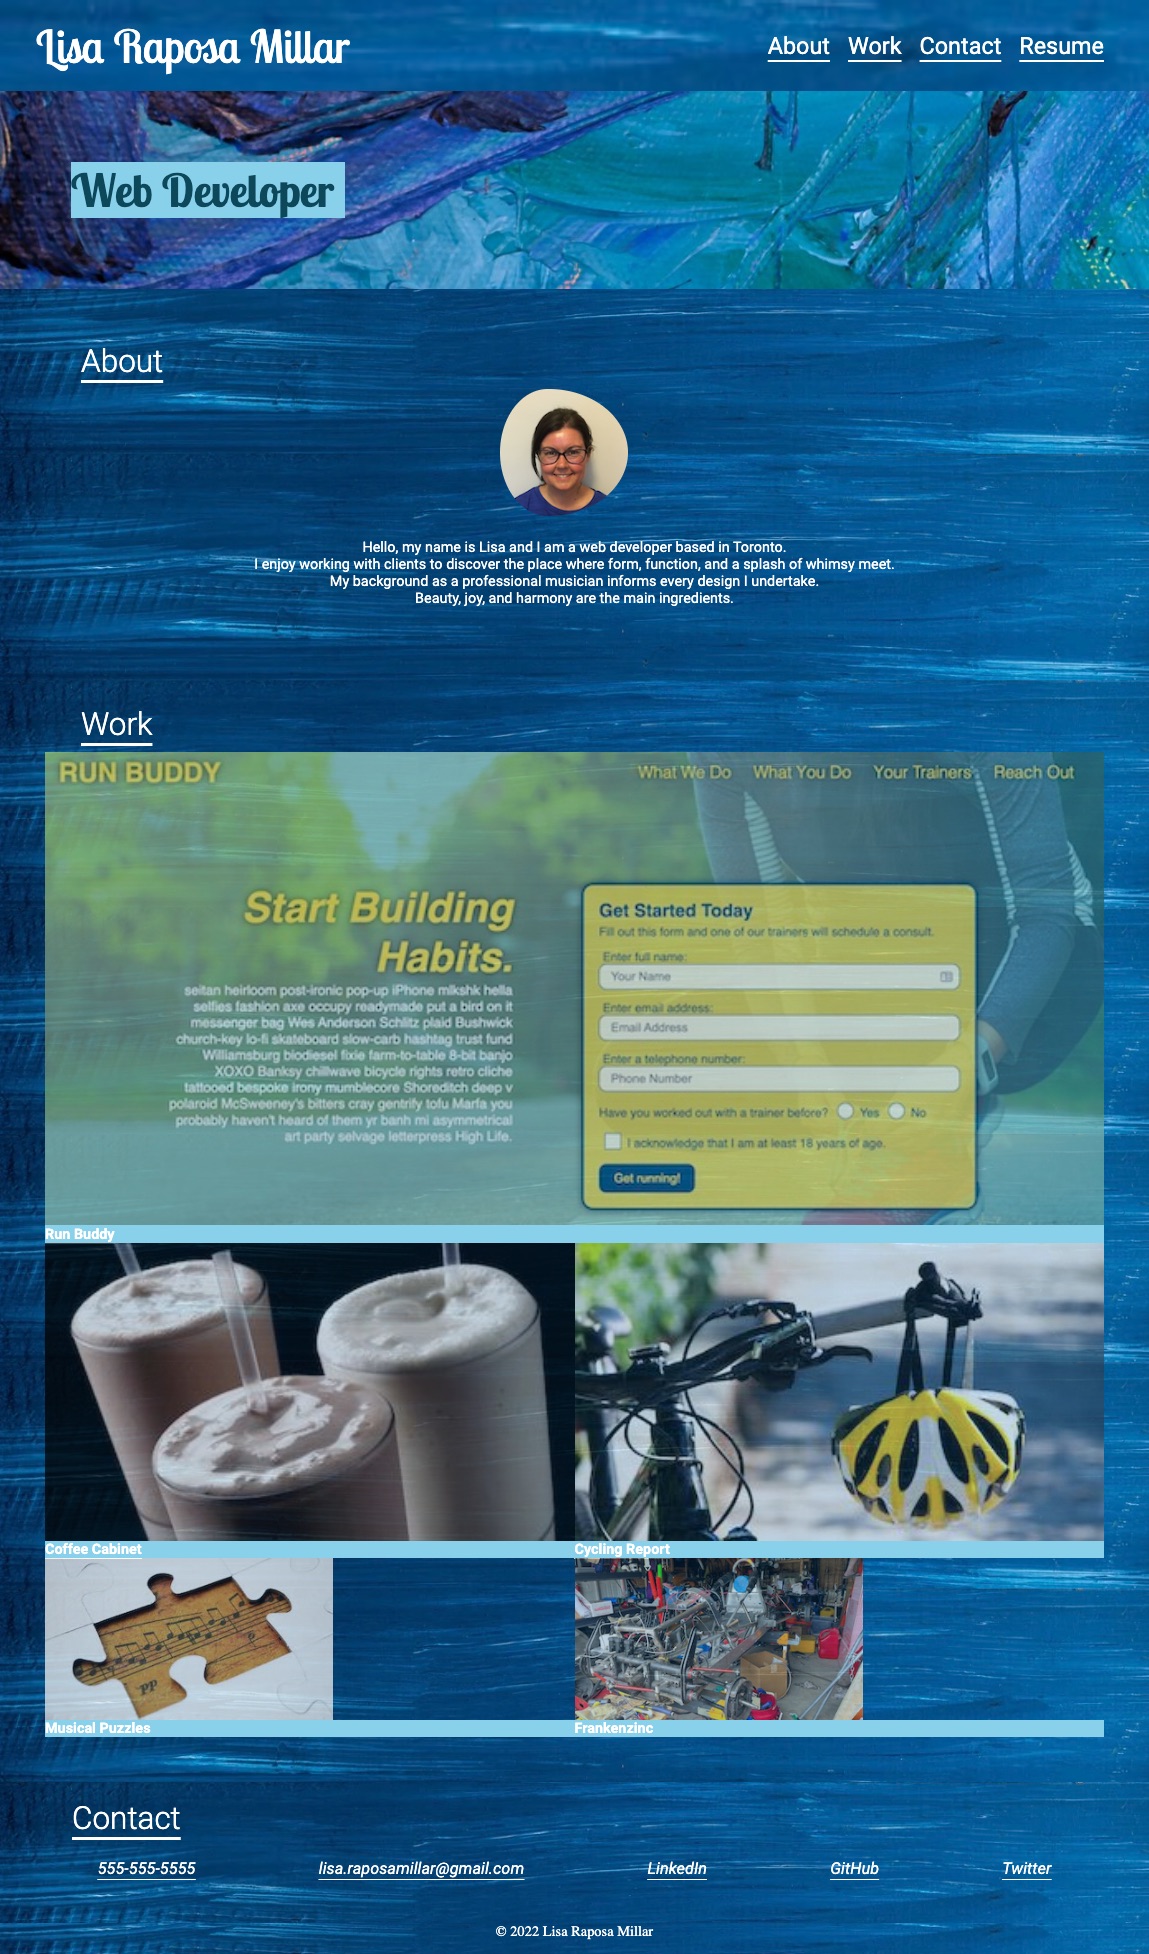 Lisa Raposa Millar
About Work Contact Resume
Web Developer
About
Hello, my name is Lisa and I am a web developer based in Toronto.
I enjoy working with clients to discover the place where form, function, and a splash of whimsy meet.
My background as a professional musician informs every design I undertake.
Beauty, joy, and harmony are the main ingredients.
Work
RUN BUDDY
What We Do What You Do Your Trainers Reach Out
Start Building
Habits.
seitan heirloom post-ironic pop-up iPhone mlkshk hella
selfies fashion axe occupy readymade put a bird on it
messenger bag Wes Anderson Schlitz plaid Bushwick
church-key lo-fi skateboard slow-carb hashtag trust fund
Williamsburg biodiesel fixie farm-to-table 8-bit banjo
XOXO Banksy chillwave bicycle rights retro cliche
tattooed bespoke irony mumblecore Shoreditch deep v
polaroid McSweeney's bitters cray gentrify tofu Marfa you
probably haven't heard of them yr banh mi asymmetrical
art party selvage letterpress High Life.
Get Started Today
Fill out this form and one of our trainers will schedule a consult.
Enter full name:
Your Name
Enter email address:
Email Address
Enter a telephone number:
Phone Number
Have you worked out with a trainer before? Yes No
I acknowledge that I am at least 18 years of age.
Get running!
Run Buddy
Coffee Cabinet
Cycling Report
pp
Musical Puzzles
Frankenzinc
Contact
555-555-5555
lisa.raposamillar@gmail.com
LinkedIn
GitHub
Twitter
© 2022 Lisa Raposa Millar